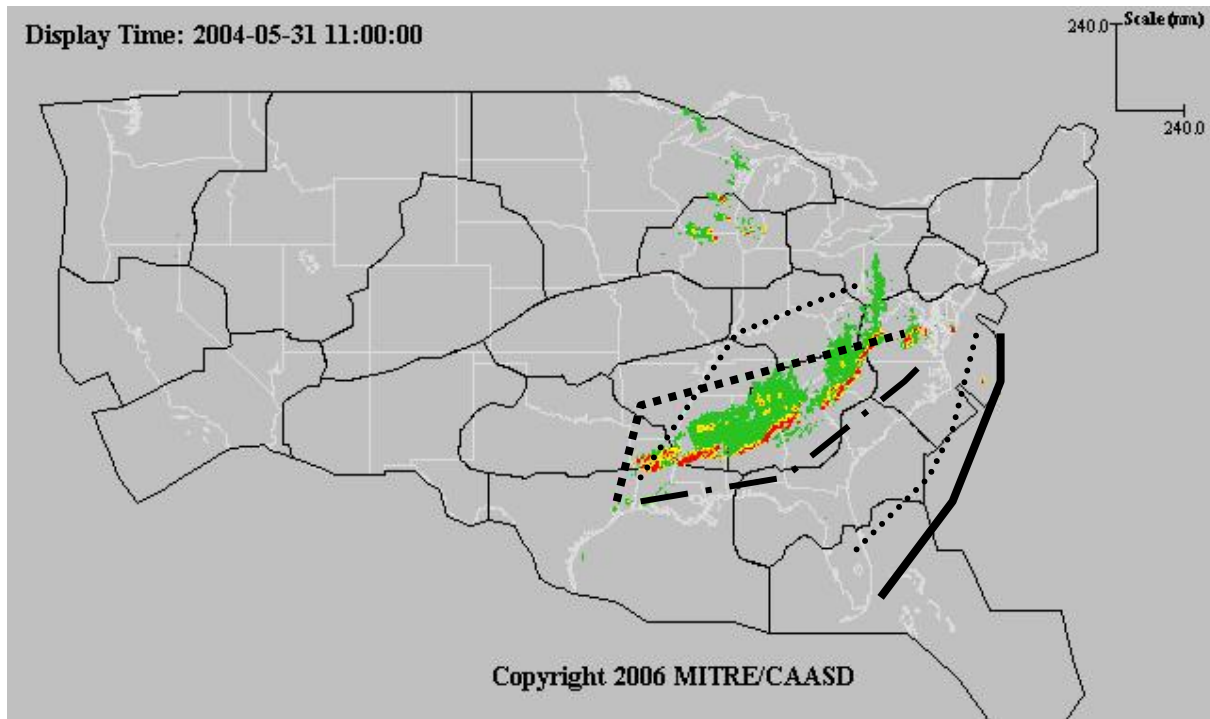 Display Time: 2004-05-31 11:00:00
Scale (nm)
240.0
240.0
Copyright 2006 MITRE/CAASD